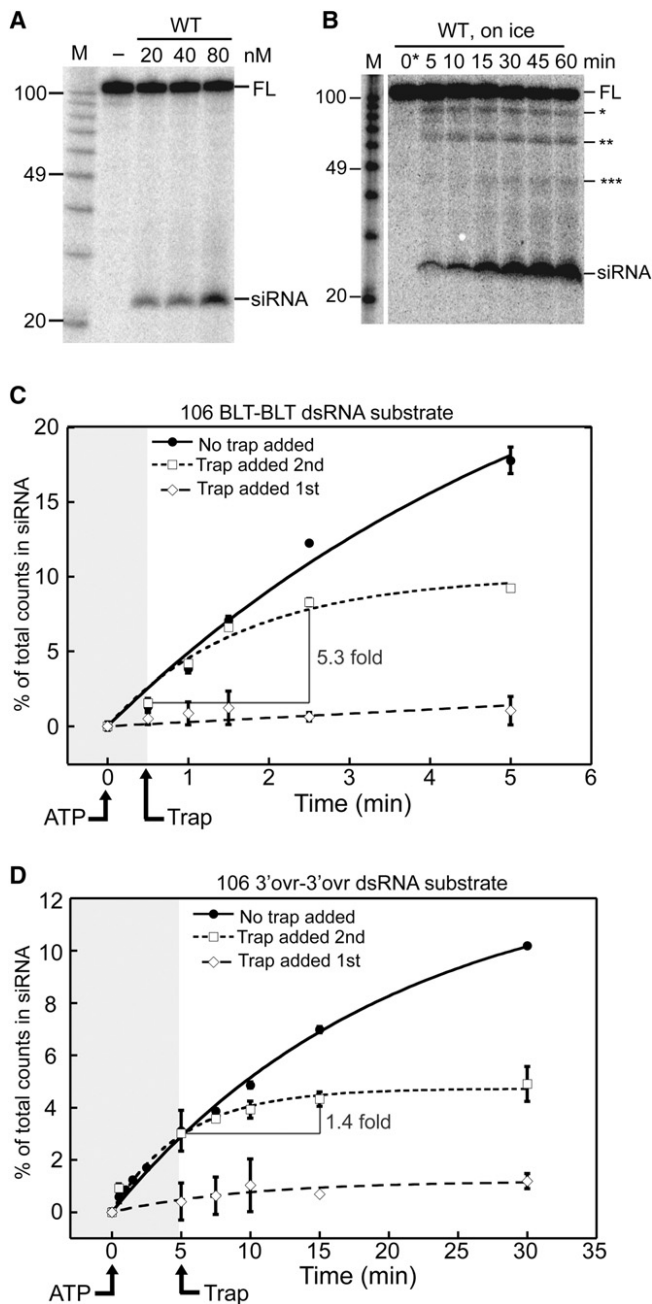 A
WT
M – 20 40 80 nM
100
FL
49
siRNA
20
B
WT, on ice
M 0* 5 10 15 30 45 60 min
FL
100
*
**
49
***
siRNA
20
C
106 BLT-BLT dsRNA substrate
No trap added
Trap added 2nd
Trap added 1st
% of total counts in siRNA
20
15
10
5
0
5.3 fold
0 1 2 3 4 5 6
Time (min)
ATP
Trap
D
106 3'ovr-3'ovr dsRNA substrate
No trap added
Trap added 2nd
Trap added 1st
% of total counts in siRNA
12
10
8
6
4
2
0
1.4 fold
0 5 10 15 20 25 30 35
Time (min)
ATP
Trap